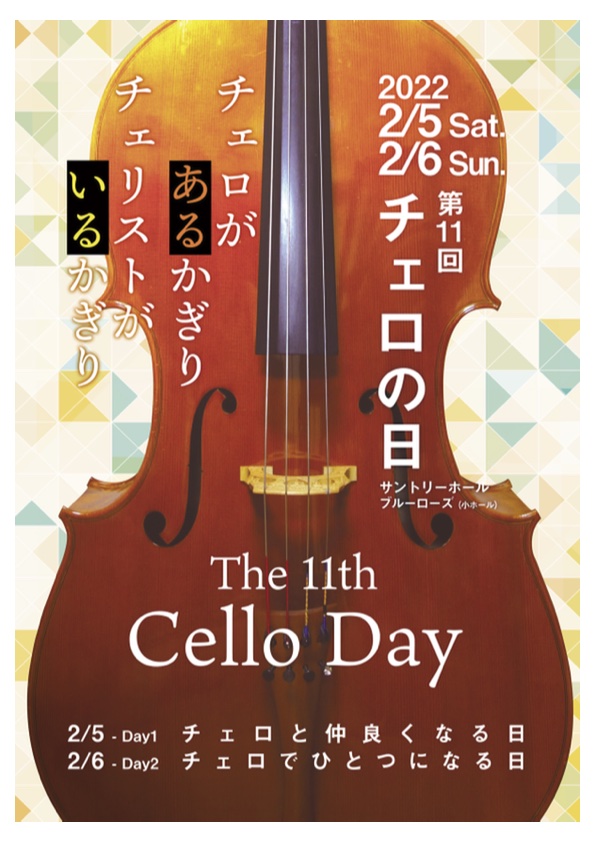 チェロが
あるかぎり
チェリストが
いるかぎり
2022
2/5 Sat.
2/6 Sun.
第11回
チェロの日
サントリーホール
ブルーローズ (小ホール)
The 11th
Cello Day
2/5 - Day1 チェロと仲良くなる日
2/6 - Day2 チェロでひとつになる日